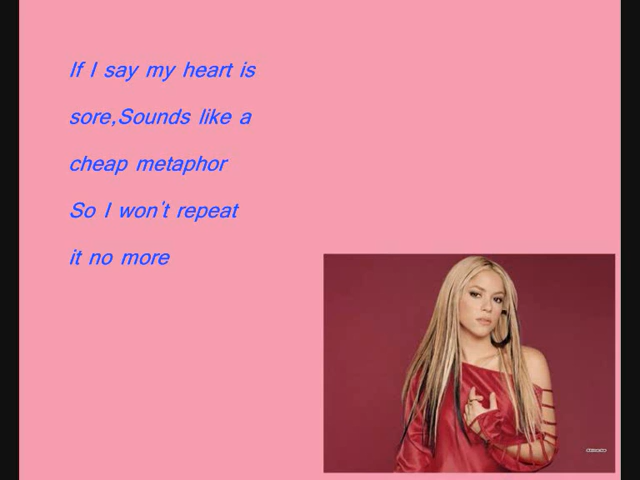 If I say my heart is
sore,Sounds like a
cheap metaphor
So I won't repeat
it no more